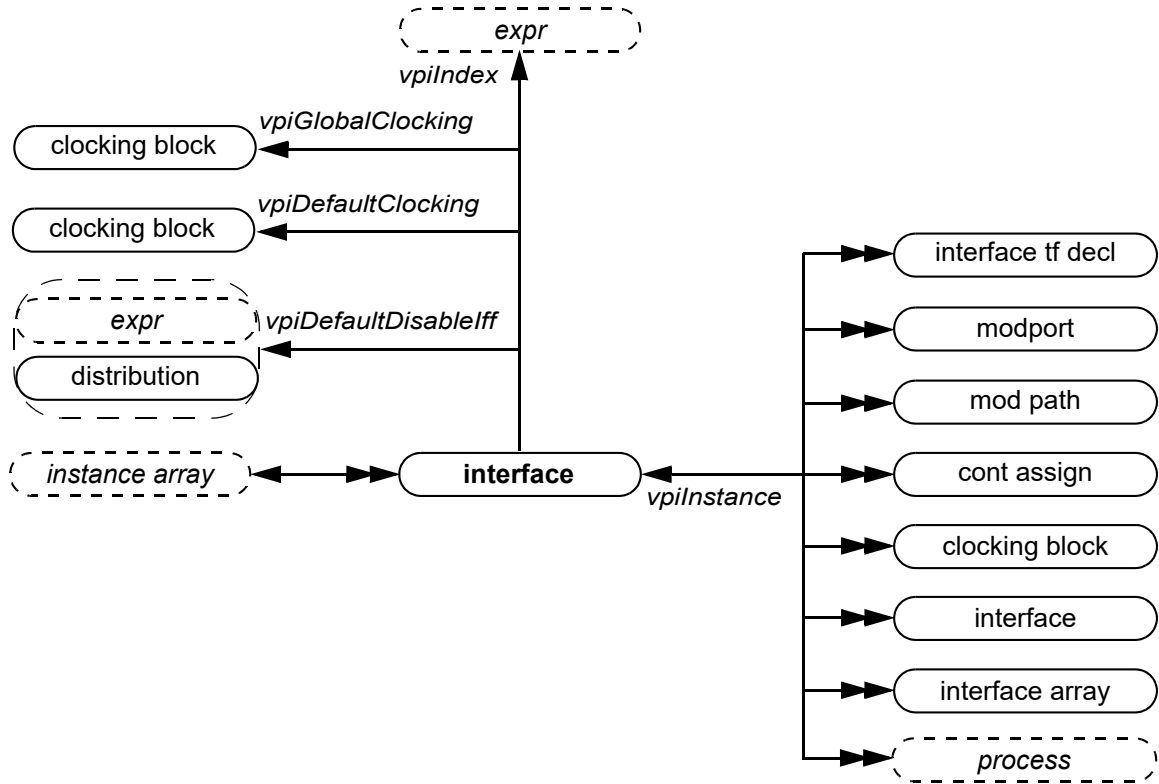 expr
vpiIndex
vpiGlobalClocking
clocking block
vpiDefaultClocking
clocking block
expr
vpiDefaultDisableIff
distribution
instance array
interface
vpiInstance
interface tf decl
modport
mod path
cont assign
clocking block
interface
interface array
process